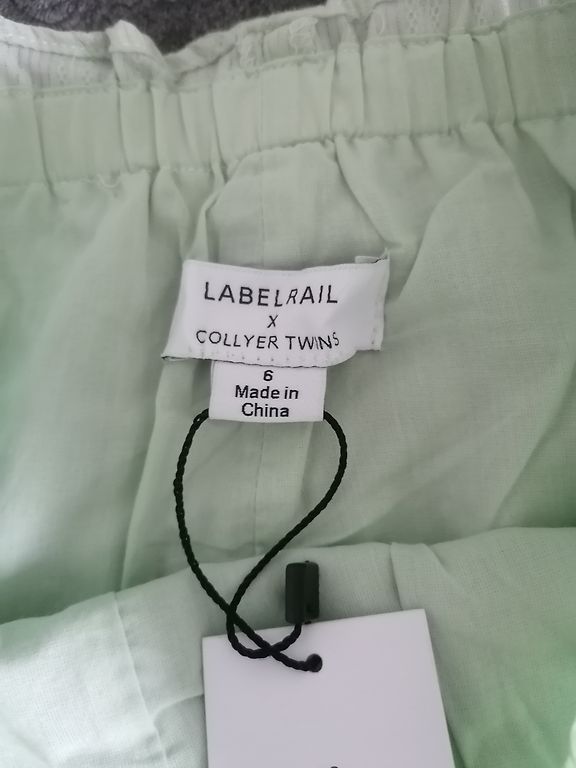 LABELRAIL
X
COLLYER TWINS
6
Made in
China